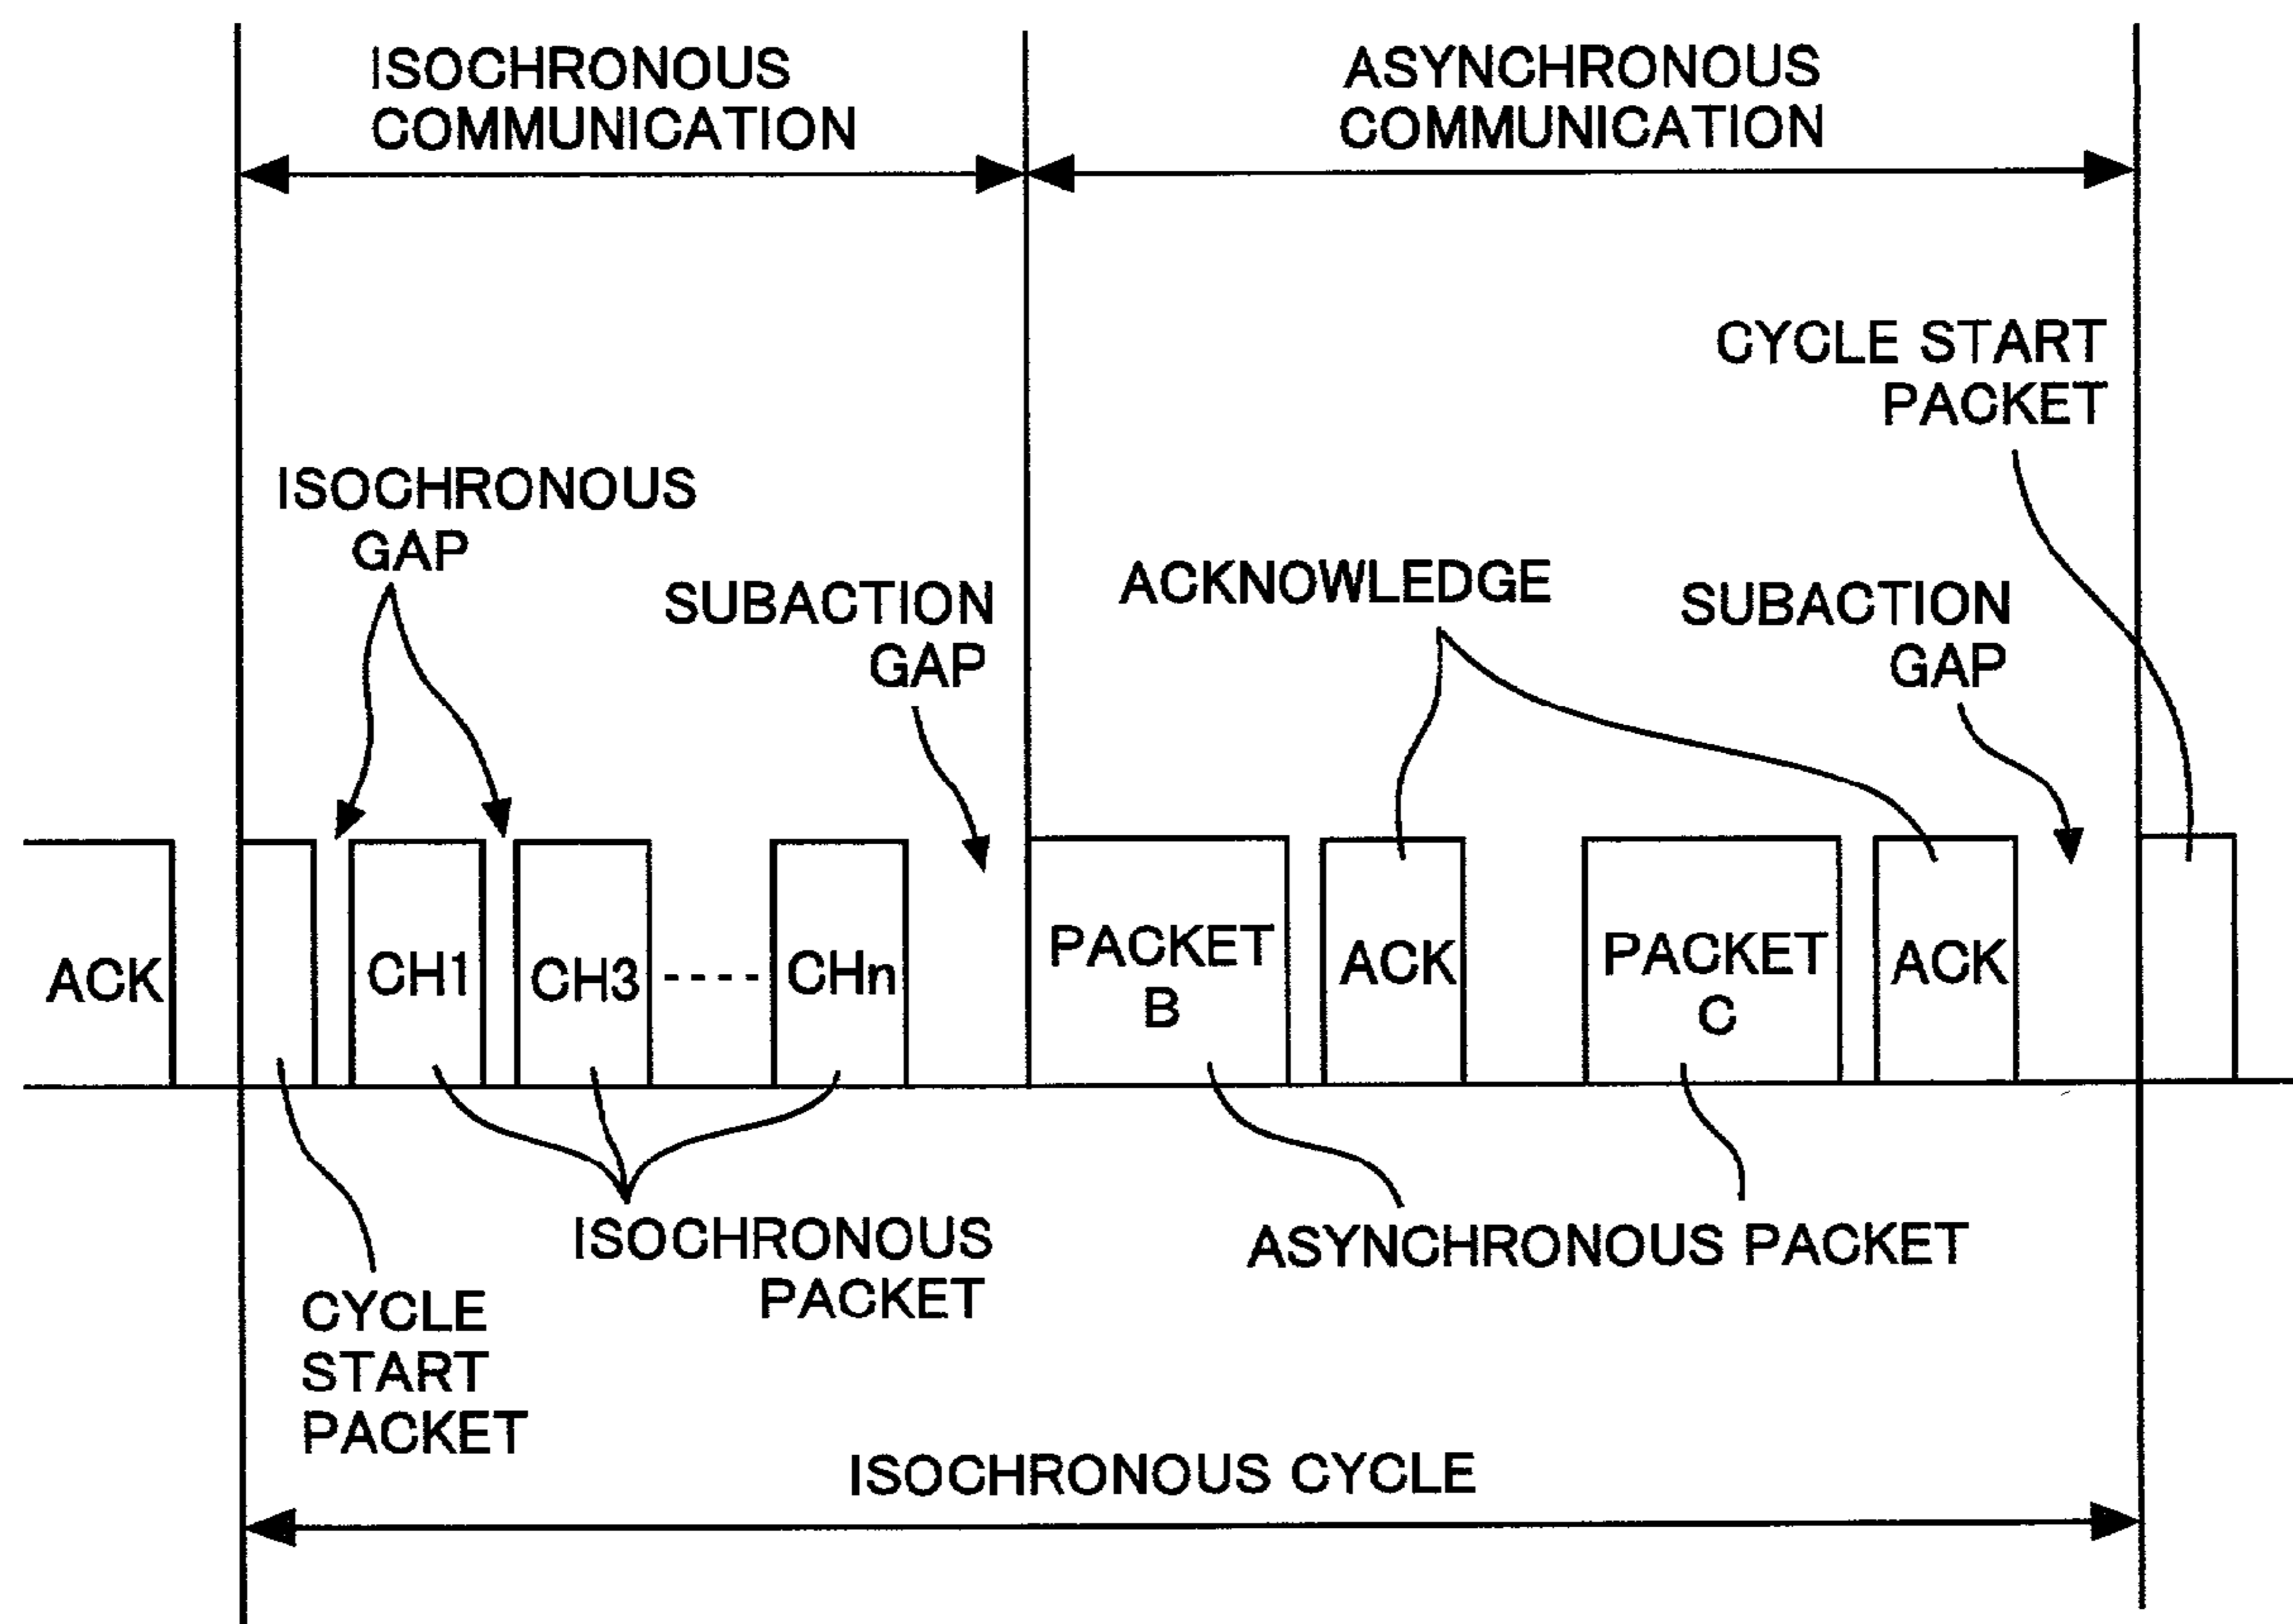 ISOCHRONOUS
COMMUNICATION
ASYNCHRONOUS
COMMUNICATION
CYCLE START
PACKET
ISOCHRONOUS
GAP
SUBACTION
GAP
ACKNOWLEDGE
SUBACTION
GAP
ACK
CH1
CH3
----
CHn
PACKET
B
ACK
PACKET
C
ACK
ISOCHRONOUS
PACKET
ASYNCHRONOUS PACKET
CYCLE
START
PACKET
ISOCHRONOUS CYCLE